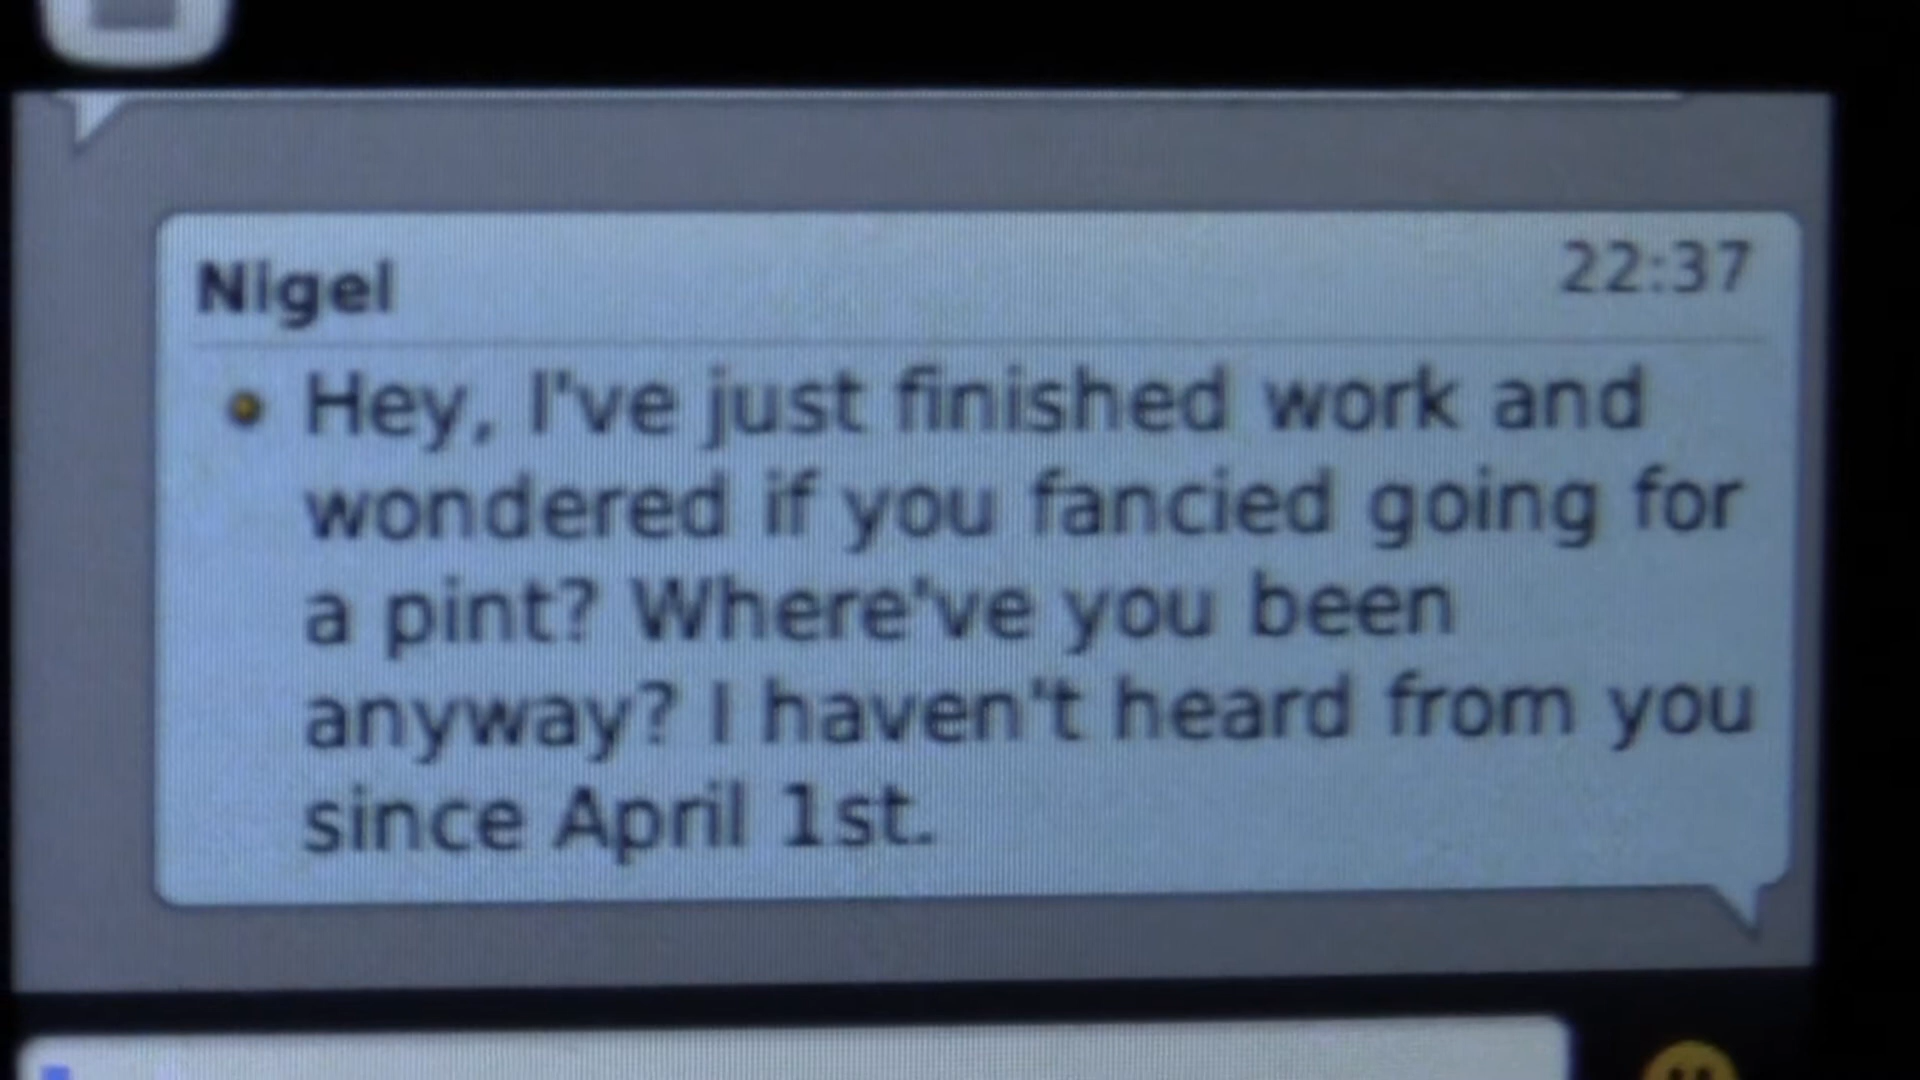 Nigel 22:37
Hey, I've just finished work and
wondered if you fancied going for
a pint? Where've you been
anyway? I haven't heard from you
since April 1st.